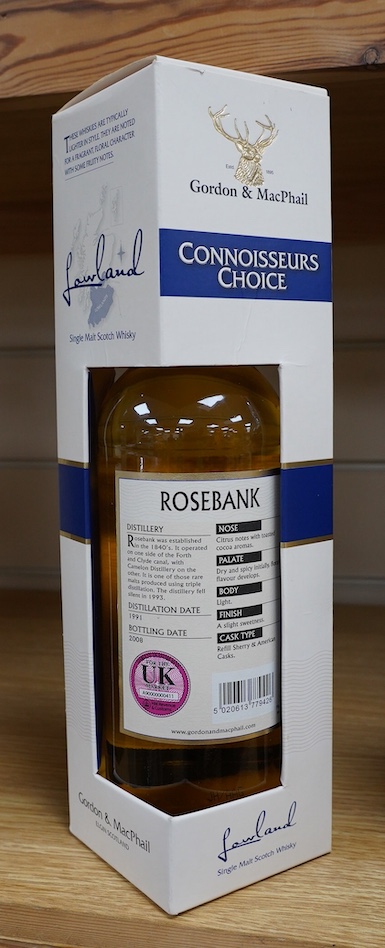 THESE WHISKIES ARE TYPICALLY
LIGHTER IN STYLE. THEY ARE NOTED
FOR A FRAGRANT, FLORAL CHARACTER
WITH SOME FRUITY NOTES.
Lowland
Single Malt Scotch Whisky
ESTD 1895
Gordon & MacPhail
CONNOISSEURS
CHOICE
ROSEBANK
DISTILLERY
Rosebank was established
in the 1840's. It operated
on one side of the Forth
and Clyde canal, with
Camelon Distillery on the
other. It is one of those rare
malts produced using triple
distillation. The distillery fell
silent in 1993.
DISTILLATION DATE
1991
BOTTLING DATE
2008
NOSE
Citrus notes with toasted
cocoa aromas.
PALATE
Dry and spicy initially,
flavour develops.
BODY
Light.
FINISH
A slight sweetness.
CASK TYPE
Refill Sherry & American
Casks.
FOR THE
UK
MARKET
5 020613 779428
www.gordonandmacphail.com
Gordon & MacPhail
ELGIN SCOTLAND
Lowland
Single Malt Scotch Whisky